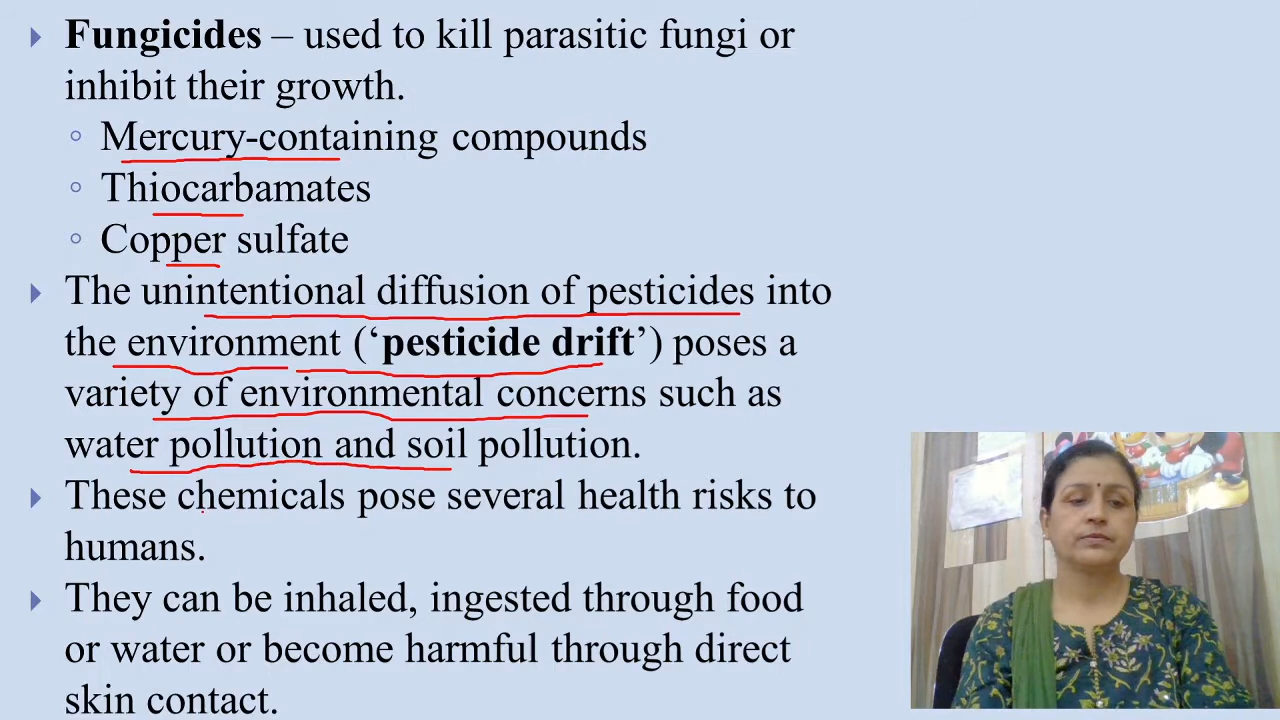 Fungicides – used to kill parasitic fungi or
inhibit their growth.
Mercury-containing compounds
Thiocarbamates
Copper sulfate
The unintentional diffusion of pesticides into
the environment (‘pesticide drift’) poses a
variety of environmental concerns such as
water pollution and soil pollution.
These chemicals pose several health risks to
humans.
They can be inhaled, ingested through food
or water or become harmful through direct
skin contact.